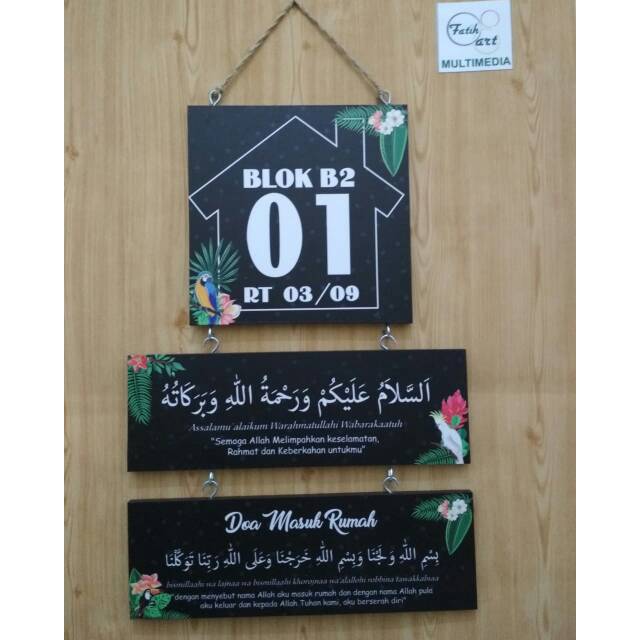 Fatih
art
MULTIMEDIA
BLOK B2
01
RT 03/09
اَلسَّلاَمُ عَلَيْكُمْ وَرَحْمَةُ اللهِ وَبَرَكَاتُهُ
Assalamu'alaikum Warahmatullahi Wabarakaatuh
"Semoga Allah Melimpahkan keselamatan,
Rahmat dan Keberkahan untukmu"
Doa Masuk Rumah
بِسْمِ اللهِ وَلَجْنَا وَبِسْمِ اللهِ خَرَجْنَا وَعَلَى اللهِ رَبِّنَا تَوَكَّلْنَا
bismillaahi wa lajnaa wa bismillaahi khorojnaa wa'alallohi robbina tawakkalnaa
"dengan menyebut nama Allah aku masuk rumah dan dengan nama Allah pula
aku keluar dan kepada Allah Tuhan kami, aku berserah diri"